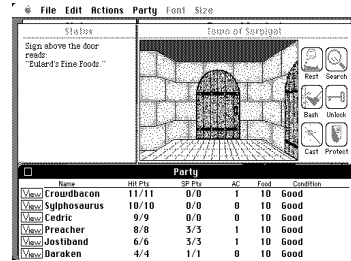 File Edit Actions Party Font Size
Status
Town of Sorpigal
Sign above the door
reads:
"Eulard's Fine Foods."
Rest Search
Bash Unlock
Cast Protect
Party
Name Hit Pts SP Pts AC Food Condition
View Crowdbacon 11/11 0/0 1 10 Good
View Sylphosaurus 10/10 0/0 0 10 Good
View Cedric 9/9 0/0 0 10 Good
View Preacher 8/8 3/3 1 10 Good
View Jostiband 6/6 3/3 1 10 Good
View Daraken 4/4 1/1 0 10 Good